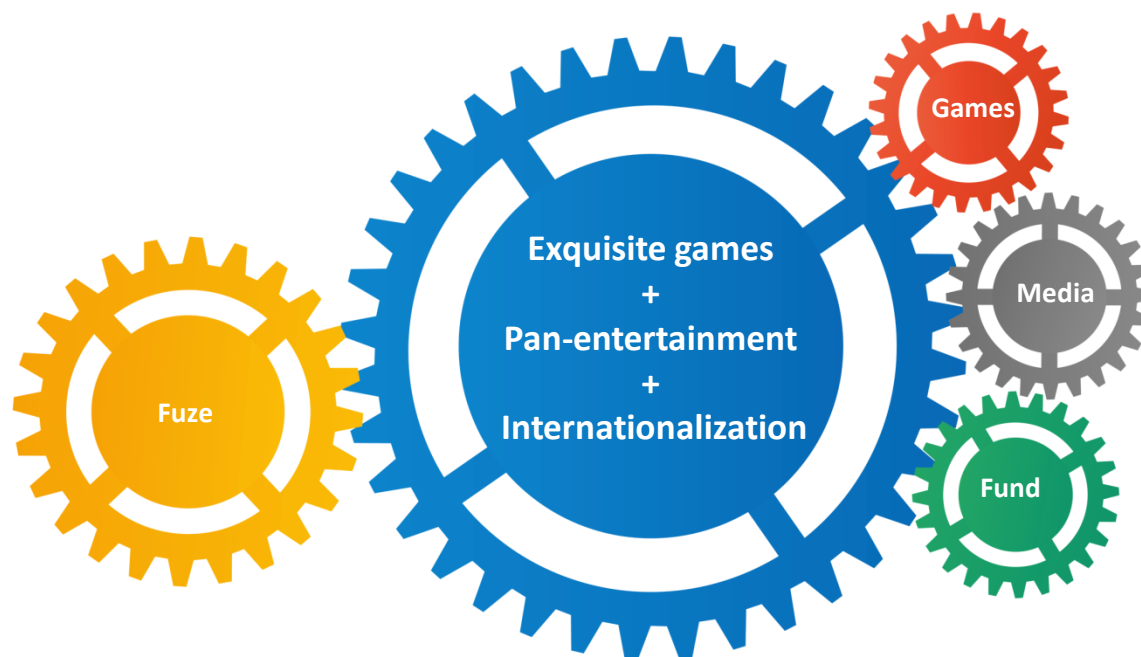 Fuze
Exquisite games
+
Pan-entertainment
+
Internationalization
Games
Media
Fund